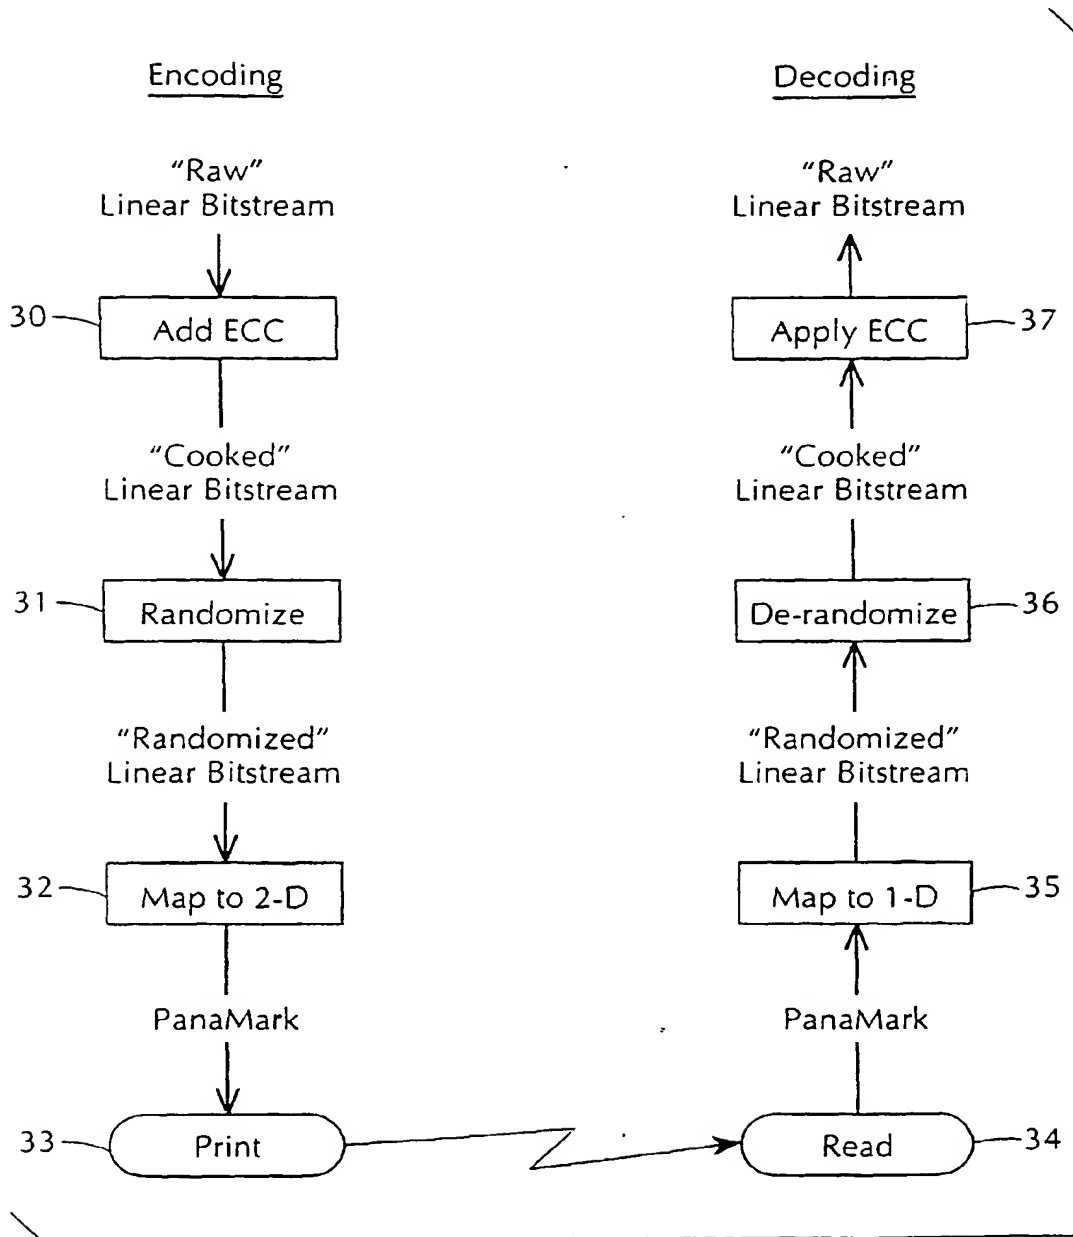 Encoding
"Raw"
Linear Bitstream
30
Add ECC
"Cooked"
Linear Bitstream
31
Randomize
"Randomized"
Linear Bitstream
32
Map to 2-D
PanaMark
33
Print
Decoding
"Raw"
Linear Bitstream
Apply ECC
37
"Cooked"
Linear Bitstream
De-randomize
36
"Randomized"
Linear Bitstream
Map to 1-D
35
PanaMark
Read
34